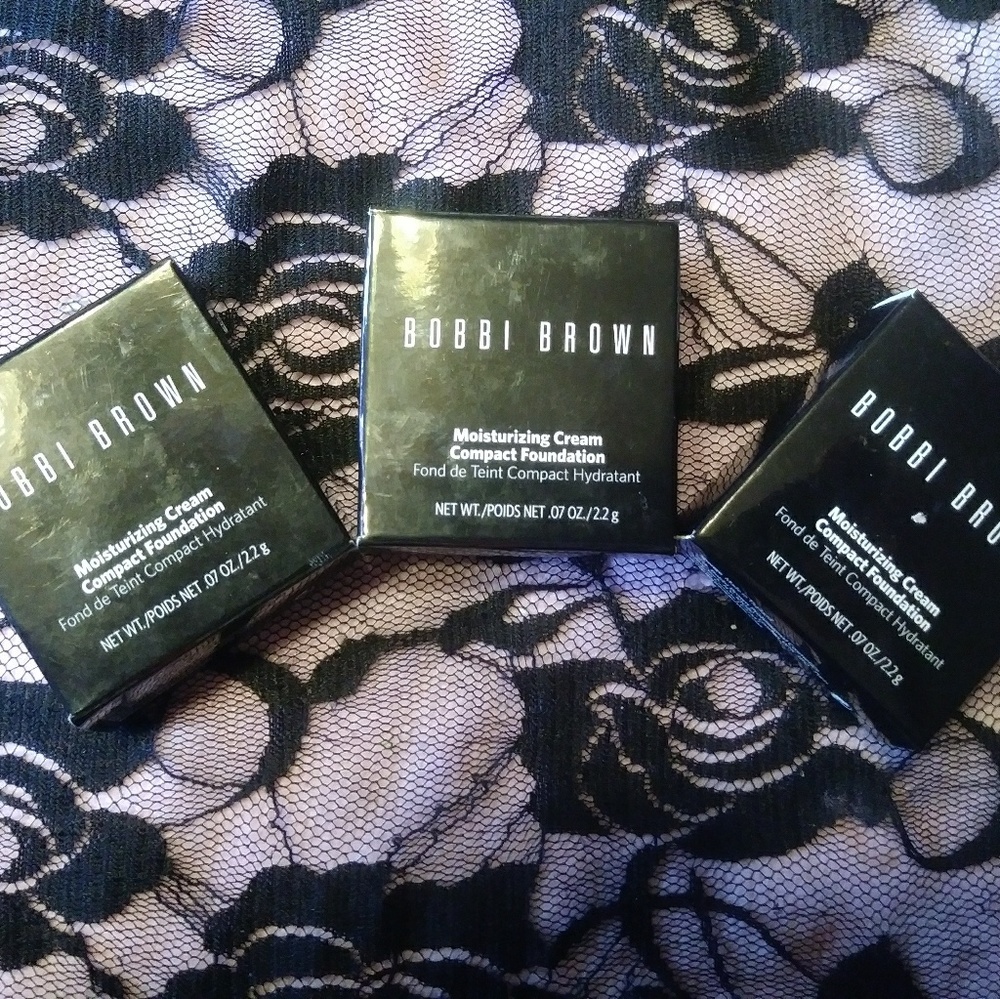 BOBBI BROWN
Moisturizing Cream
Compact Foundation
Fond de Teint Compact Hydratant
NET WT./POIDS NET .07 OZ./2.2 g
BOBBI BROWN
Moisturizing Cream
Compact Foundation
Fond de Teint Compact Hydratant
NET WT./POIDS NET .07 OZ./2.2 g
BOBBI BRO
Moisturizing Cream
Compact Foundation
Fond de Teint Compact Hydratant
NET WT./POIDS NET .07 OZ./2.2 g